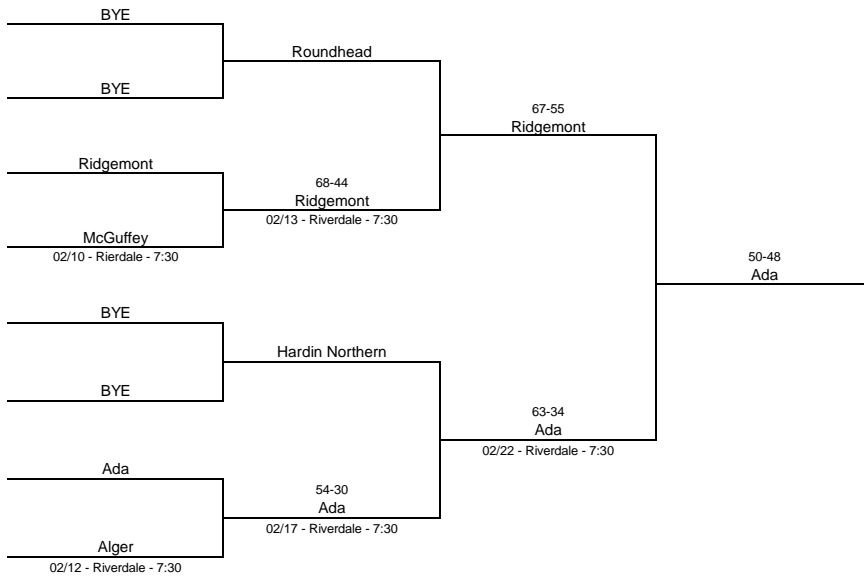 BYE
Roundhead
BYE
67-55
Ridgemont
Ridgemont
68-44
Ridgemont
02/13 - Riverdale - 7:30
McGuffey
02/10 - Rierdale - 7:30
50-48
Ada
BYE
Hardin Northern
BYE
63-34
Ada
02/22 - Riverdale - 7:30
Ada
54-30
Ada
02/17 - Riverdale - 7:30
Alger
02/12 - Riverdale - 7:30